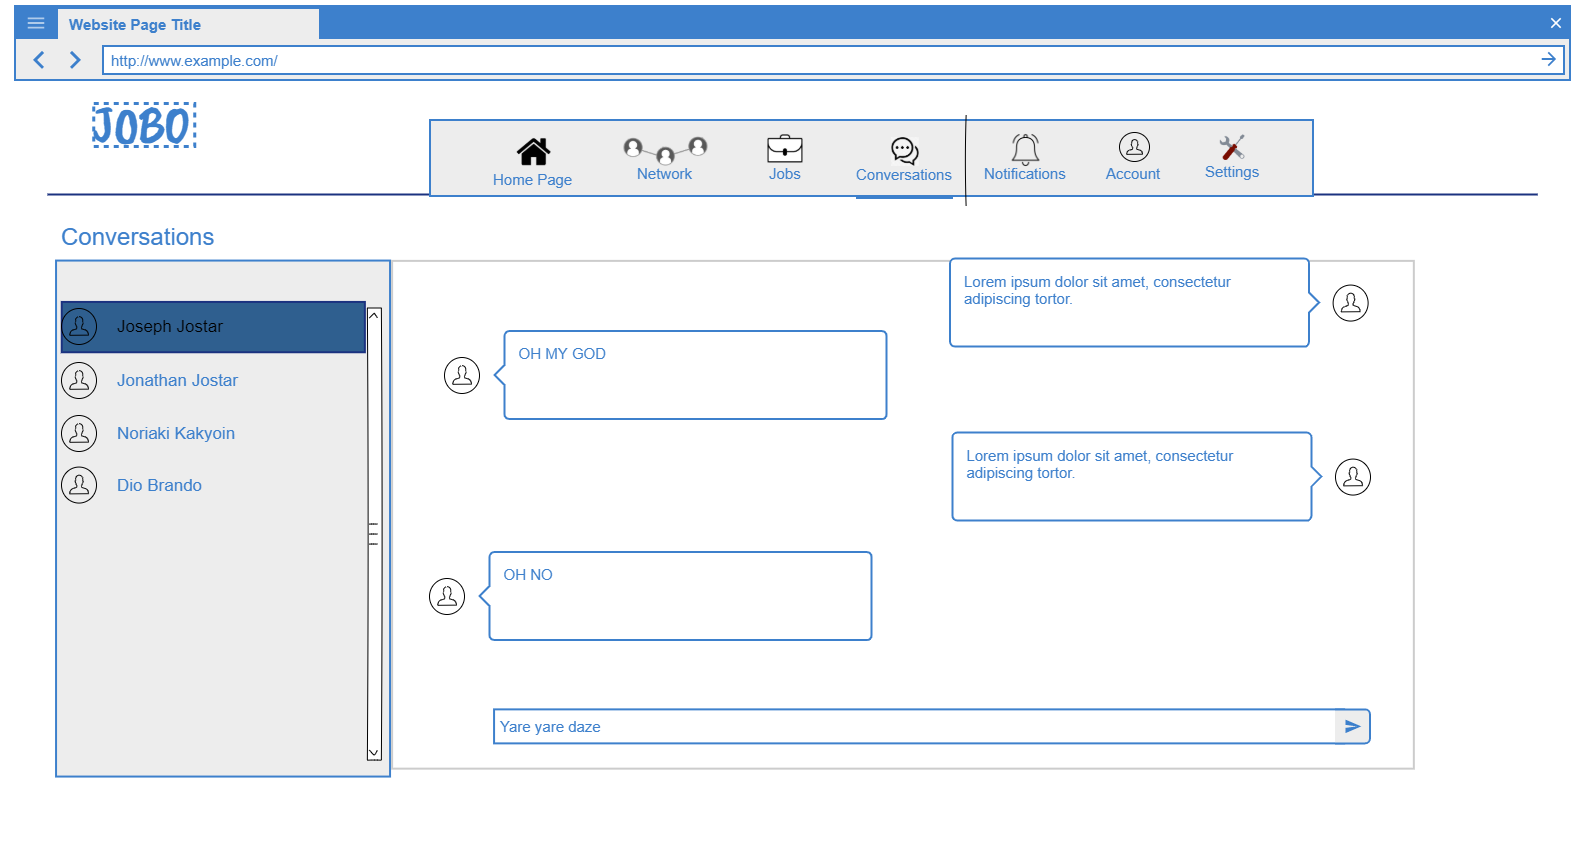 Website Page Title
http://www.example.com/
JOBO
Home Page
Network
Jobs
Conversations
Notifications
Account
Settings
Conversations
Joseph Jostar
Jonathan Jostar
Noriaki Kakyoin
Dio Brando
Lorem ipsum dolor sit amet, consectetur
adipiscing tortor.
OH MY GOD
Lorem ipsum dolor sit amet, consectetur
adipiscing tortor.
OH NO
Yare yare daze